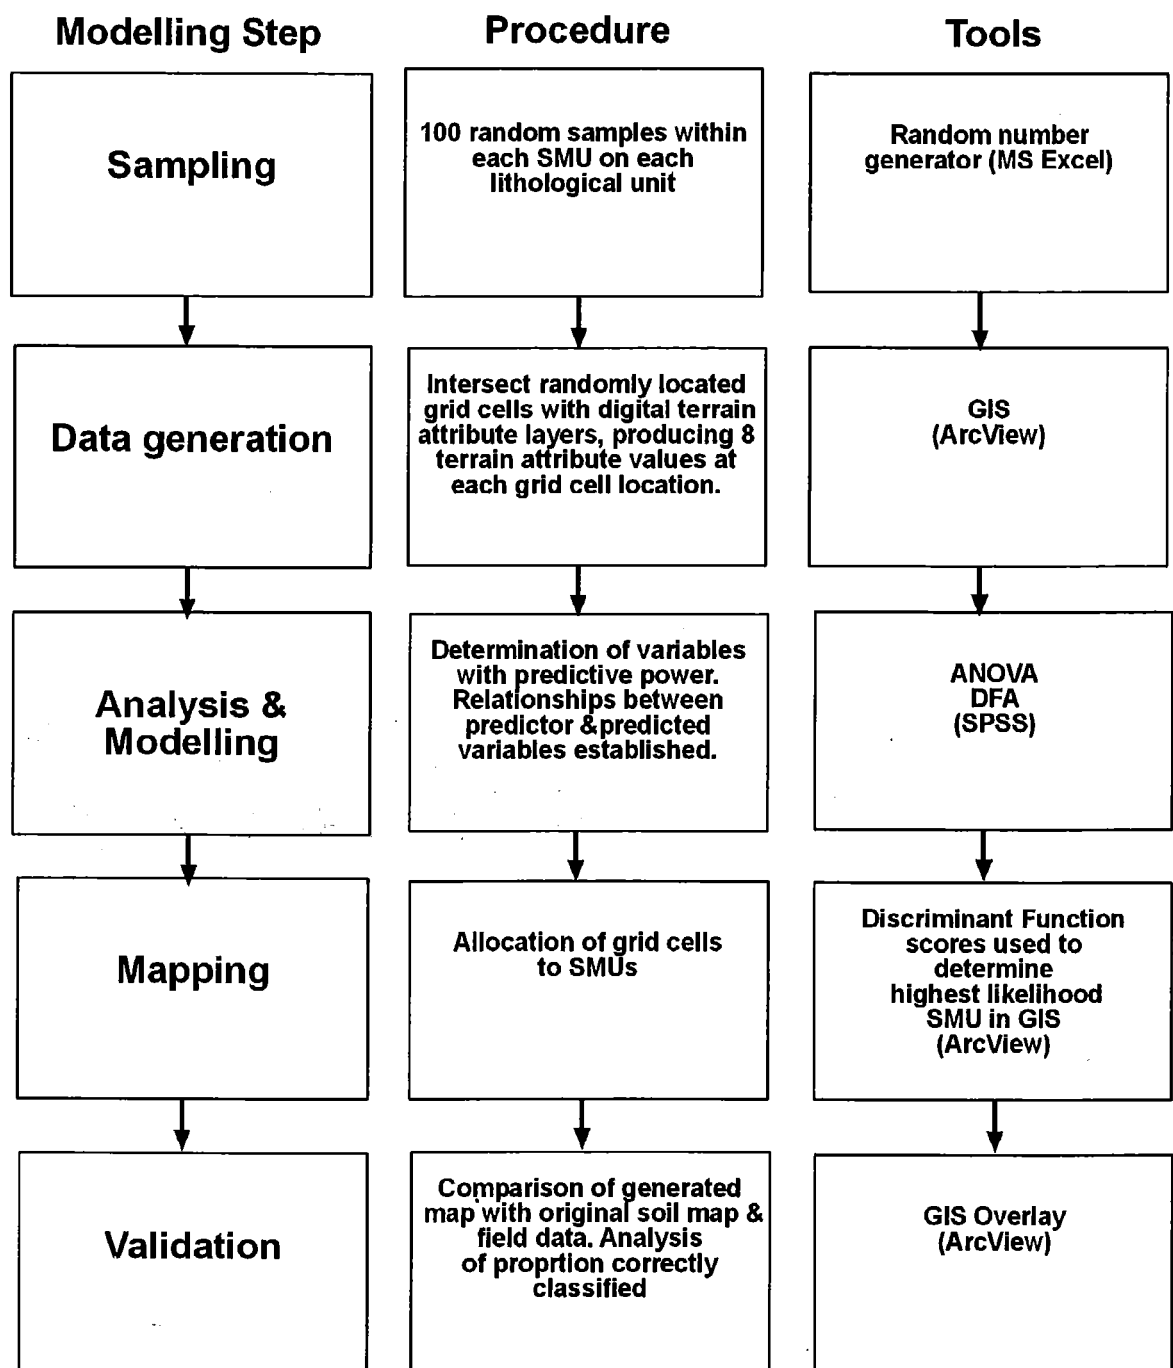 Modelling Step
Procedure
Tools
Sampling
100 random samples within
each SMU on each
lithological unit
Random number
generator (MS Excel)
Data generation
Intersect randomly located
grid cells with digital terrain
attribute layers, producing 8
terrain attribute values at
each grid cell location.
GIS
(ArcView)
Analysis &
Modelling
Determination of variables
with predictive power.
Relationships between
predictor &predicted
variables established.
ANOVA
DFA
(SPSS)
Mapping
Allocation of grid cells
to SMUs
Discriminant Function
scores used to
determine
highest likelihood
SMU in GIS
(ArcView)
Validation
Comparison of generated
map with original soil map &
field data. Analysis
of proprtion correctly
classified
GIS Overlay
(ArcView)